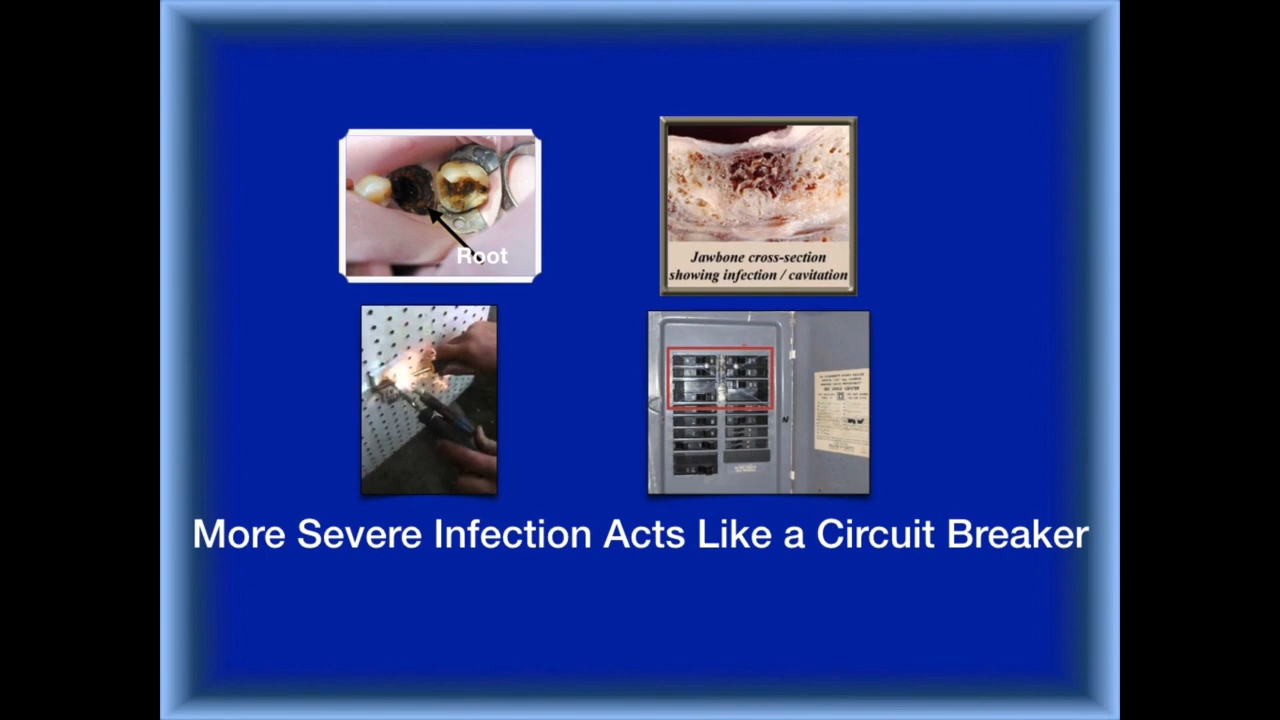 Root
Jawbone cross-section
showing infection / cavitation
More Severe Infection Acts Like a Circuit Breaker